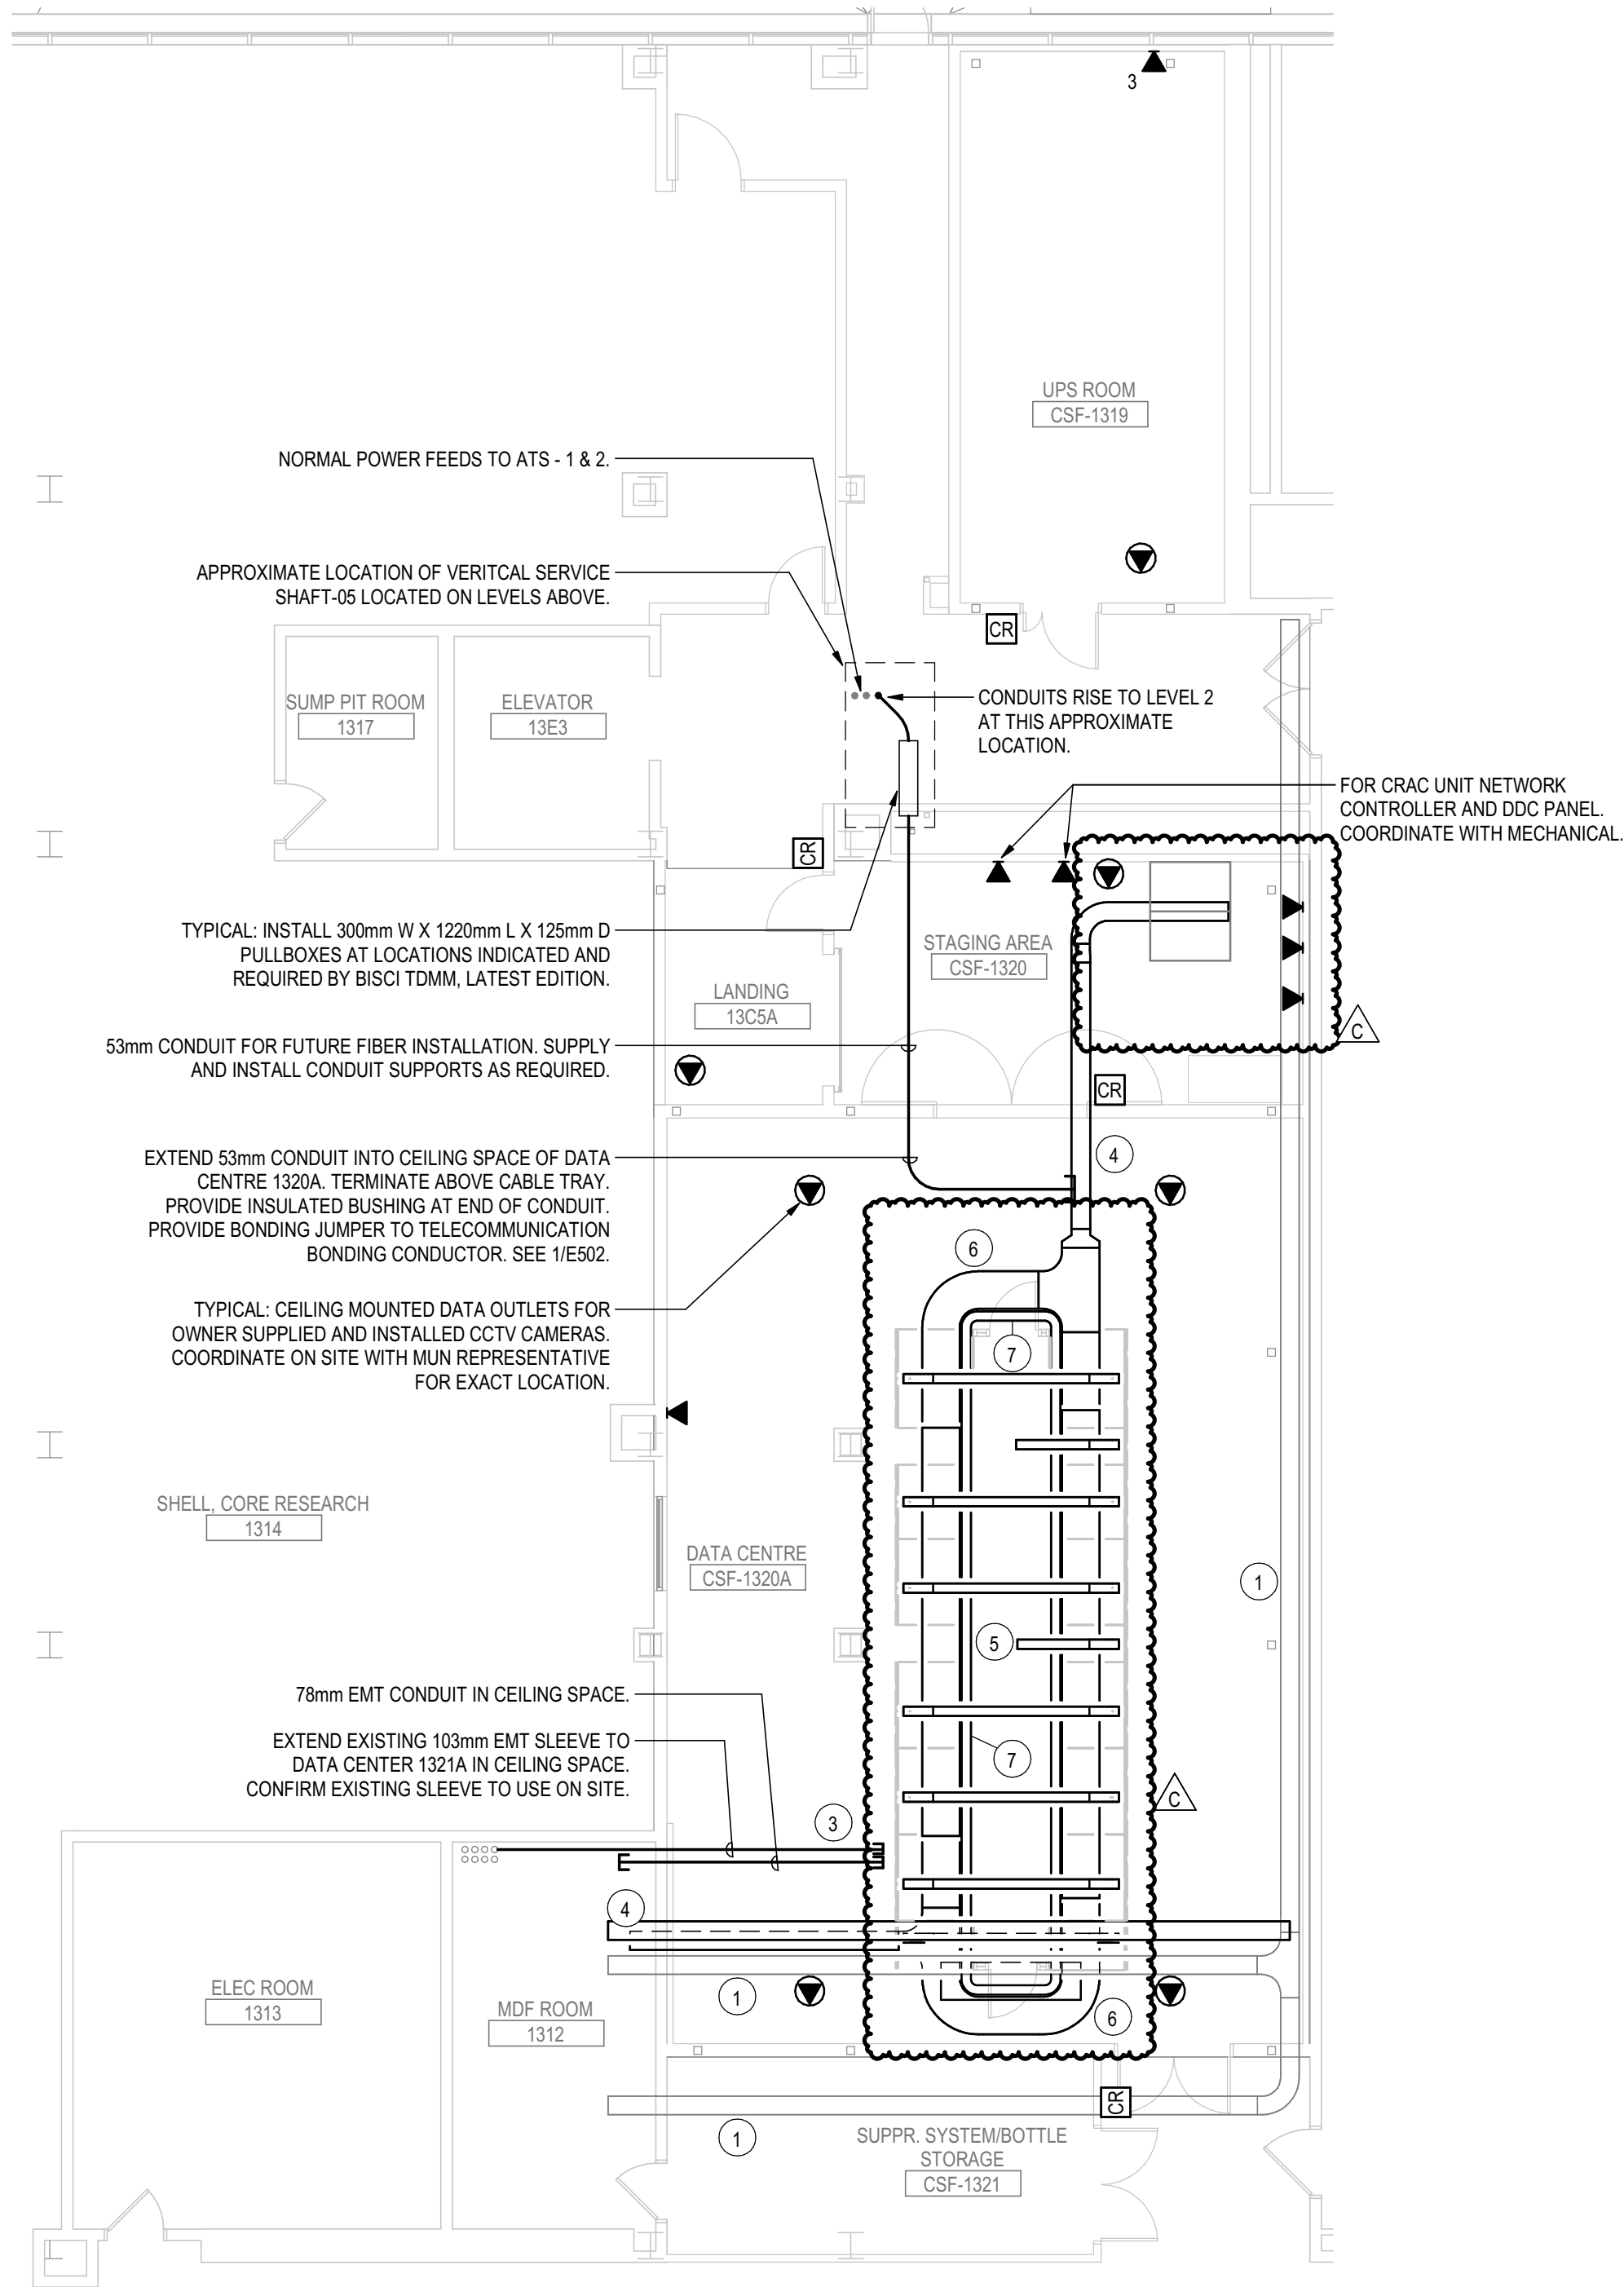 3
UPS ROOM
CSF-1319
NORMAL POWER FEEDS TO ATS - 1 & 2.
APPROXIMATE LOCATION OF VERITCAL SERVICE
SHAFT-05 LOCATED ON LEVELS ABOVE.
CR
SUMP PIT ROOM
1317
ELEVATOR
13E3
CONDUITS RISE TO LEVEL 2
AT THIS APPROXIMATE
LOCATION.
FOR CRAC UNIT NETWORK
CONTROLLER AND DDC PANEL.
COORDINATE WITH MECHANICAL.
CR
TYPICAL: INSTALL 300mm W X 1220mm L X 125mm D
PULLBOXES AT LOCATIONS INDICATED AND
REQUIRED BY BISCI TDMM, LATEST EDITION.
STAGING AREA
CSF-1320
LANDING
13C5A
C
53mm CONDUIT FOR FUTURE FIBER INSTALLATION. SUPPLY
AND INSTALL CONDUIT SUPPORTS AS REQUIRED.
CR
4
EXTEND 53mm CONDUIT INTO CEILING SPACE OF DATA
CENTRE 1320A. TERMINATE ABOVE CABLE TRAY.
PROVIDE INSULATED BUSHING AT END OF CONDUIT.
PROVIDE BONDING JUMPER TO TELECOMMUNICATION
BONDING CONDUCTOR. SEE 1/E502.
6
TYPICAL: CEILING MOUNTED DATA OUTLETS FOR
OWNER SUPPLIED AND INSTALLED CCTV CAMERAS.
COORDINATE ON SITE WITH MUN REPRESENTATIVE
FOR EXACT LOCATION.
7
SHELL, CORE RESEARCH
1314
DATA CENTRE
CSF-1320A
1
5
78mm EMT CONDUIT IN CEILING SPACE.
EXTEND EXISTING 103mm EMT SLEEVE TO
DATA CENTER 1321A IN CEILING SPACE.
CONFIRM EXISTING SLEEVE TO USE ON SITE.
7
C
3
4
ELEC ROOM
1313
MDF ROOM
1312
1
6
CR
1
SUPPR. SYSTEM/BOTTLE
STORAGE
CSF-1321